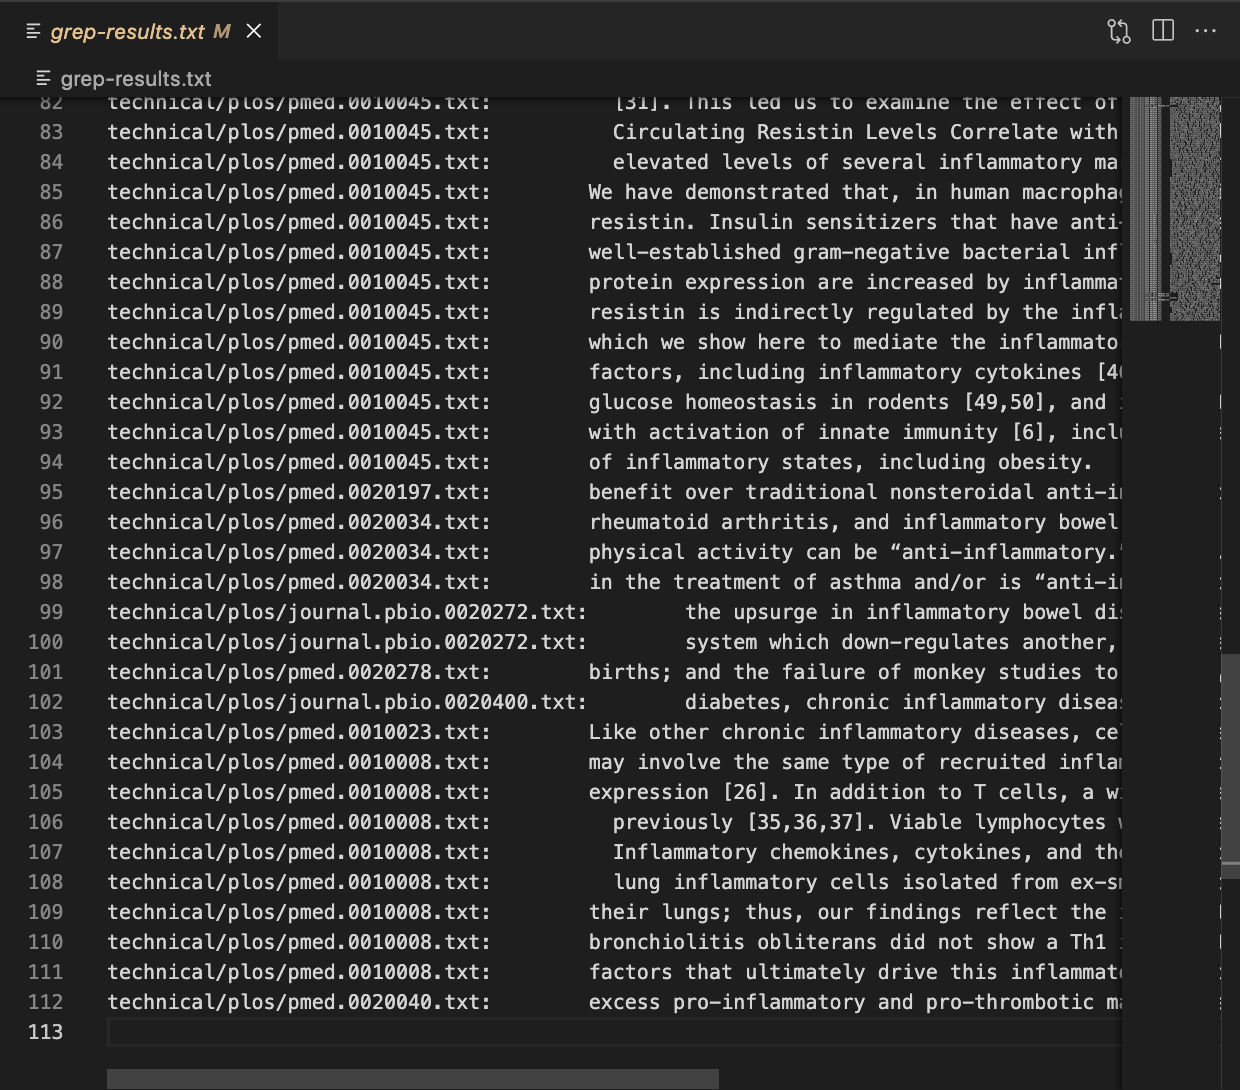 grep-results.txt M
grep-results.txt
82 technical/plos/pmed.0010045.txt: [31]. This led us to examine the effect of
83 technical/plos/pmed.0010045.txt: Circulating Resistin Levels Correlate with
84 technical/plos/pmed.0010045.txt: elevated levels of several inflammatory ma
85 technical/plos/pmed.0010045.txt: We have demonstrated that, in human macropha
86 technical/plos/pmed.0010045.txt: resistin. Insulin sensitizers that have anti-
87 technical/plos/pmed.0010045.txt: well-established gram-negative bacterial inf
88 technical/plos/pmed.0010045.txt: protein expression are increased by inflamma
89 technical/plos/pmed.0010045.txt: resistin is indirectly regulated by the infl
90 technical/plos/pmed.0010045.txt: which we show here to mediate the inflammato
91 technical/plos/pmed.0010045.txt: factors, including inflammatory cytokines [4
92 technical/plos/pmed.0010045.txt: glucose homeostasis in rodents [49,50], and
93 technical/plos/pmed.0010045.txt: with activation of innate immunity [6], incl
94 technical/plos/pmed.0010045.txt: of inflammatory states, including obesity.
95 technical/plos/pmed.0020197.txt: benefit over traditional nonsteroidal anti-i
96 technical/plos/pmed.0020034.txt: rheumatoid arthritis, and inflammatory bowel
97 technical/plos/pmed.0020034.txt: physical activity can be “anti-inflammatory.”
98 technical/plos/pmed.0020034.txt: in the treatment of asthma and/or is “anti-i
99 technical/plos/journal.pbio.0020272.txt: the upsurge in inflammatory bowel dis
100 technical/plos/journal.pbio.0020272.txt: system which down-regulates another,
101 technical/plos/pmed.0020278.txt: births; and the failure of monkey studies to
102 technical/plos/journal.pbio.0020400.txt: diabetes, chronic inflammatory disea
103 technical/plos/pmed.0010023.txt: Like other chronic inflammatory diseases, ce
104 technical/plos/pmed.0010008.txt: may involve the same type of recruited infla
105 technical/plos/pmed.0010008.txt: expression [26]. In addition to T cells, a w
106 technical/plos/pmed.0010008.txt: previously [35,36,37]. Viable lymphocytes
107 technical/plos/pmed.0010008.txt: Inflammatory chemokines, cytokines, and the
108 technical/plos/pmed.0010008.txt: lung inflammatory cells isolated from ex-s
109 technical/plos/pmed.0010008.txt: their lungs; thus, our findings reflect the
110 technical/plos/pmed.0010008.txt: bronchiolitis obliterans did not show a Th1
111 technical/plos/pmed.0010008.txt: factors that ultimately drive this inflammat
112 technical/plos/pmed.0020040.txt: excess pro-inflammatory and pro-thrombotic m
113